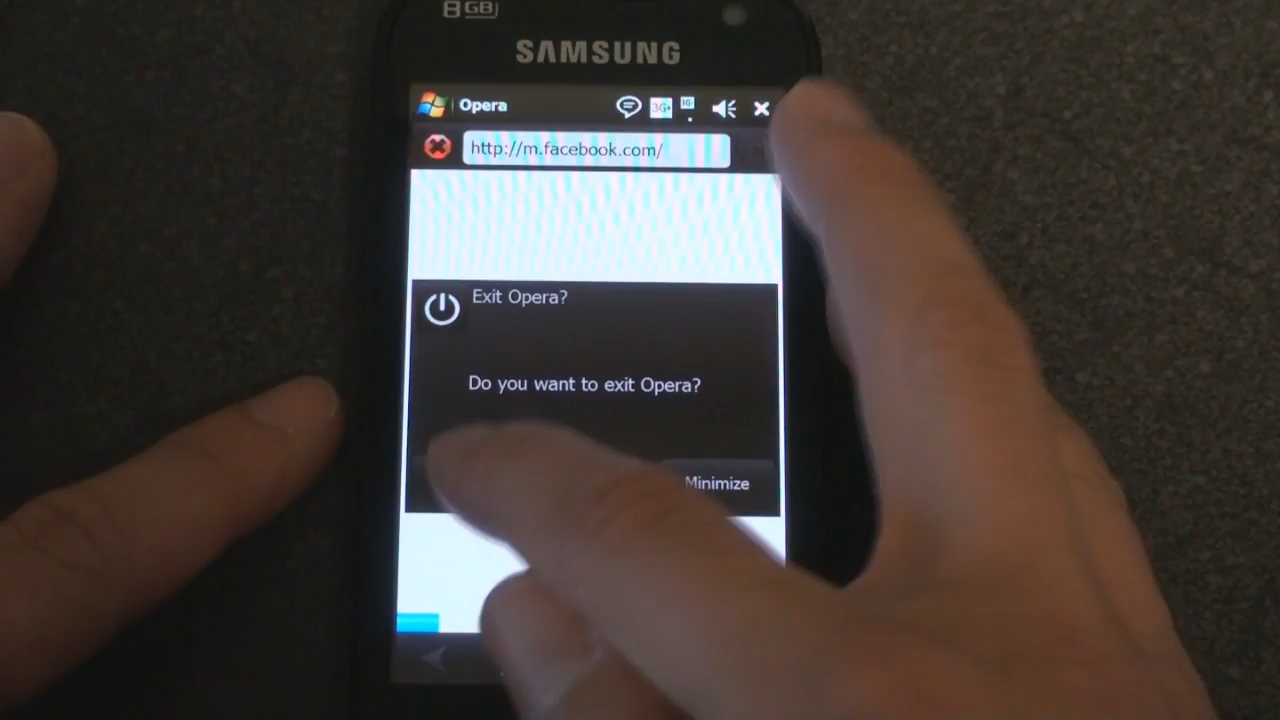 8GB
SAMSUNG
Opera
3G+
http://m.facebook.com/
Exit Opera?
Do you want to exit Opera?
Minimize